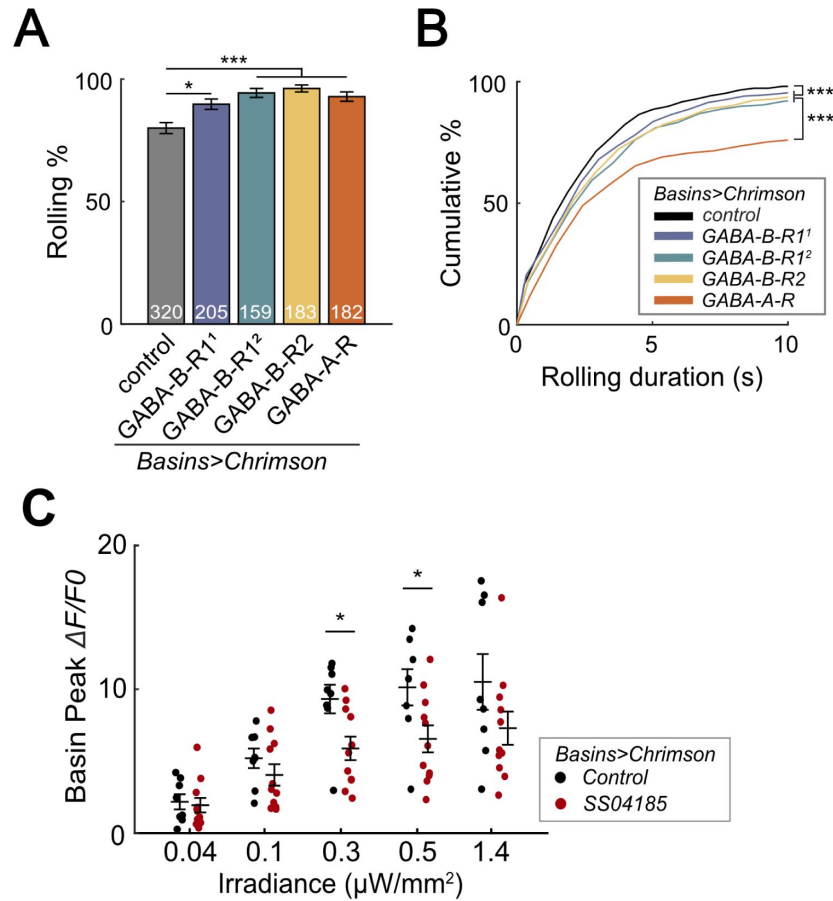 A
***
*
100
50
0
Rolling %
320
205
159
183
182
control
GABA-B-R1¹
GABA-B-R1²
GABA-B-R2
GABA-A-R
Basins>Chrimson
B
100
50
0
Cumulative %
***
***
Basins>Chrimson
control
GABA-B-R1¹
GABA-B-R1²
GABA-B-R2
GABA-A-R
0
5
10
Rolling duration (s)
C
20
10
0
Basin Peak ΔF/F0
*
*
Basins>Chrimson
Control
SS04185
0.04
0.1
0.3
0.5
1.4
Irradiance (µW/mm²)